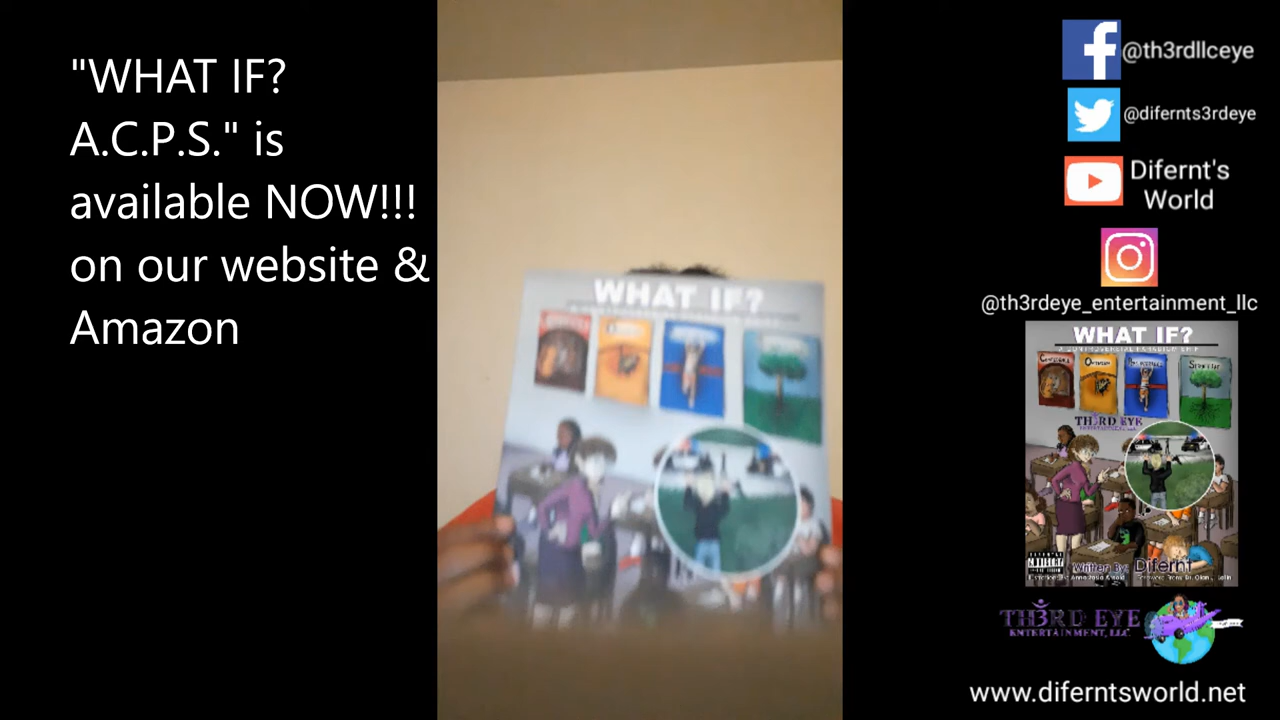 "WHAT IF?
A.C.P.S." is
available NOW!!!
on our website &
Amazon
WHAT IF?
@th3rdllceye
@difernts3rdeye
Difernt's
World
@th3rdeye_entertainment_llc
WHAT IF?
TH3RD EYE
Written By: Difernt
TH3RD EYE
ENTERTAINMENT, LLC.
www.diferntsworld.net